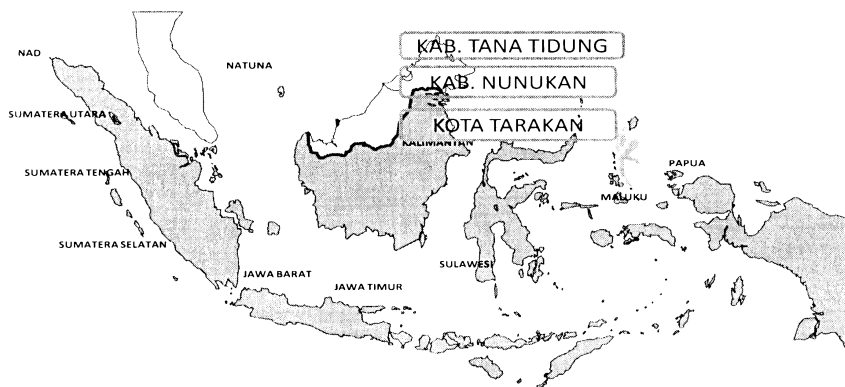 KAB. TANA TIDUNG
NAD
NATUNA
KAB. NUNUKAN
SUMATERA UTARA
KOTA TARAKAN
KALIMANTAN
PAPUA
SUMATERA TENGAH
MALUKU
SUMATERA SELATAN
SULAWESI
JAWA BARAT
JAWA TIMUR